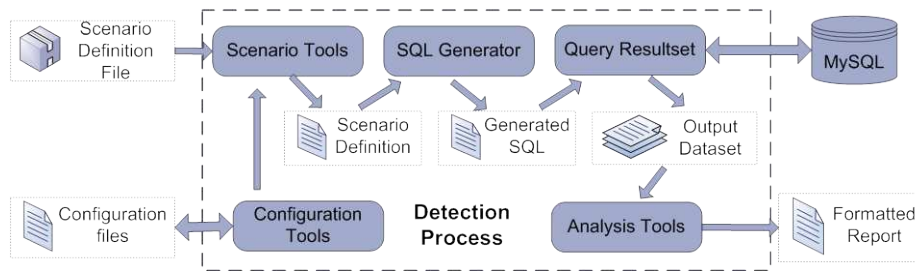 Scenario
Definition
File
Scenario Tools
SQL Generator
Query Resultset
MySQL
Scenario
Definition
Generated
SQL
Output
Dataset
Configuration
files
Configuration
Tools
Detection
Process
Analysis Tools
Formatted
Report